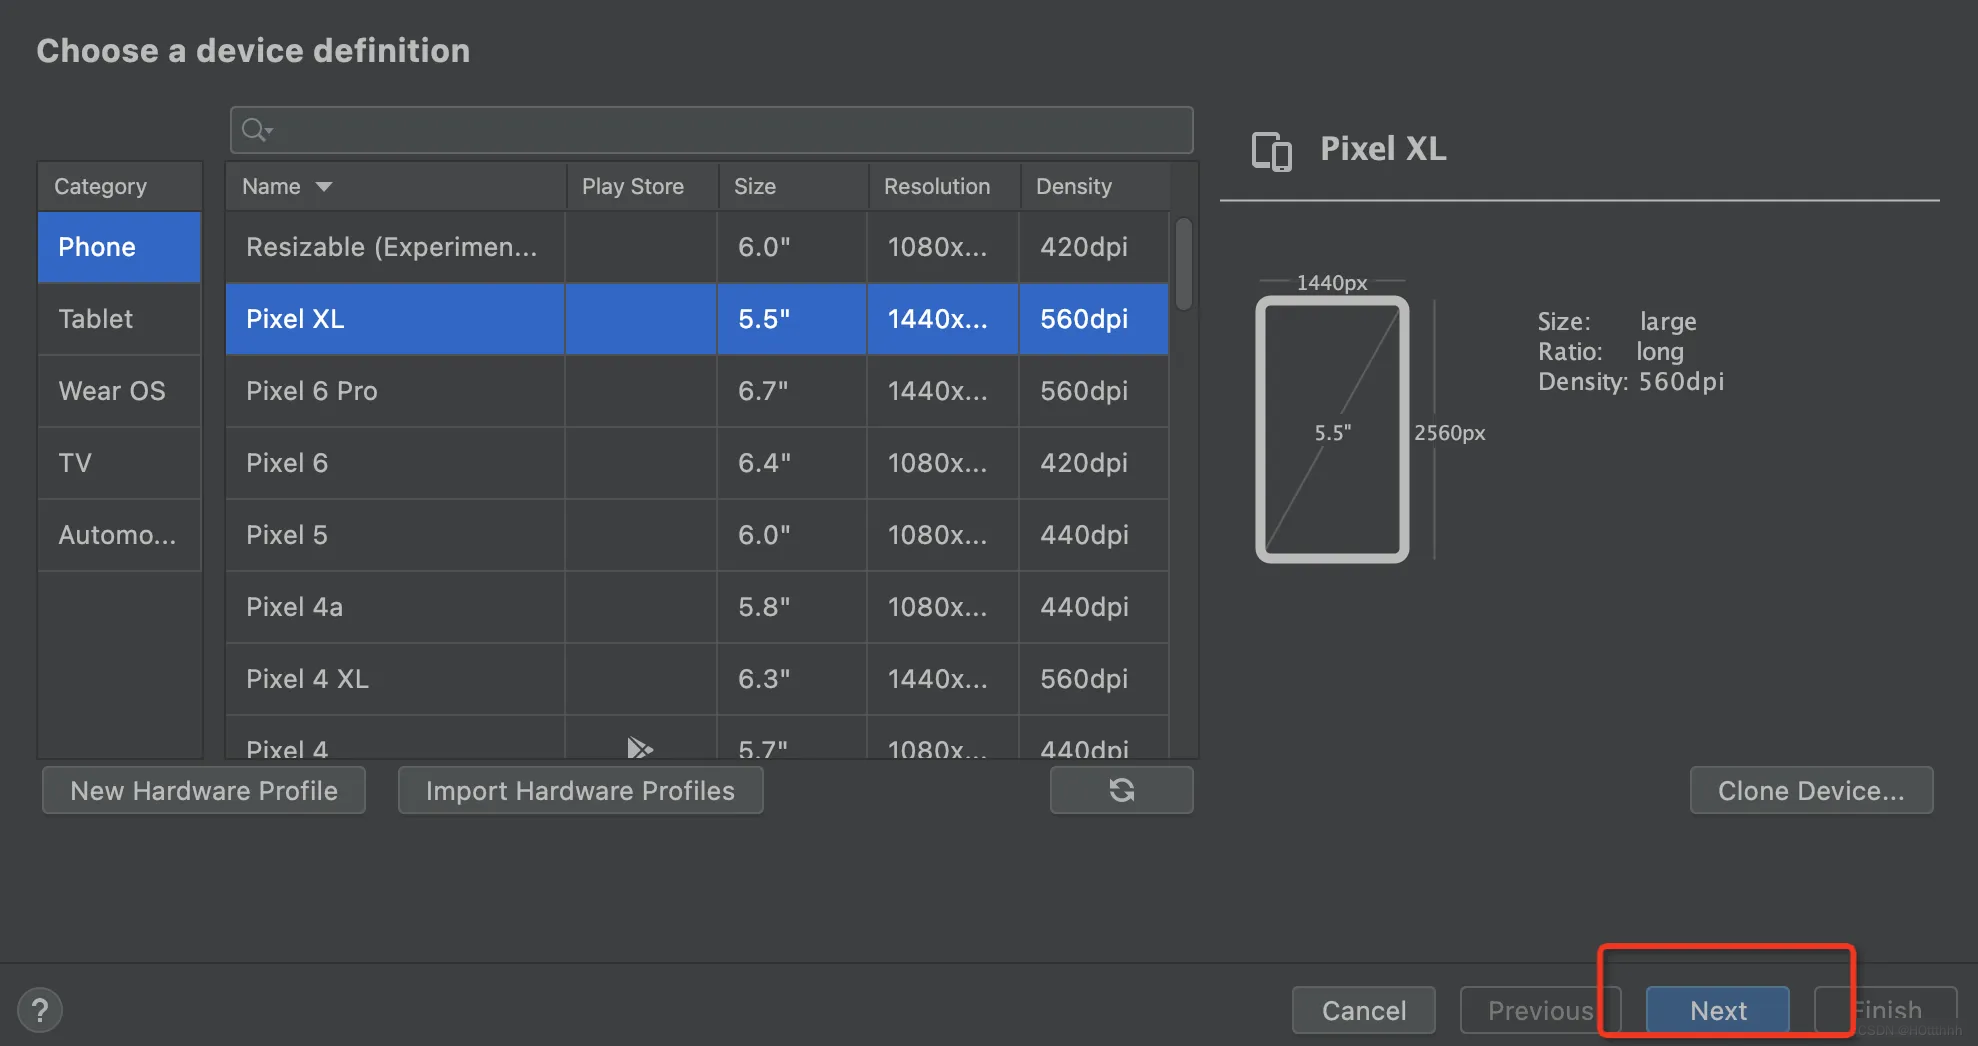 Choose a device definition
Category
Phone
Tablet
Wear OS
TV
Automo...
Name Play Store Size Resolution Density
Resizable (Experimen... 6.0" 1080x... 420dpi
Pixel XL 5.5" 1440x... 560dpi
Pixel 6 Pro 6.7" 1440x... 560dpi
Pixel 6 6.4" 1080x... 420dpi
Pixel 5 6.0" 1080x... 440dpi
Pixel 4a 5.8" 1080x... 440dpi
Pixel 4 XL 6.3" 1440x... 560dpi
Pixel 4 5.7" 1080x... 440dpi
New Hardware Profile Import Hardware Profiles
Pixel XL
1440px
5.5"
2560px
Size: large
Ratio: long
Density: 560dpi
Clone Device...
? Cancel Previous Next Finish